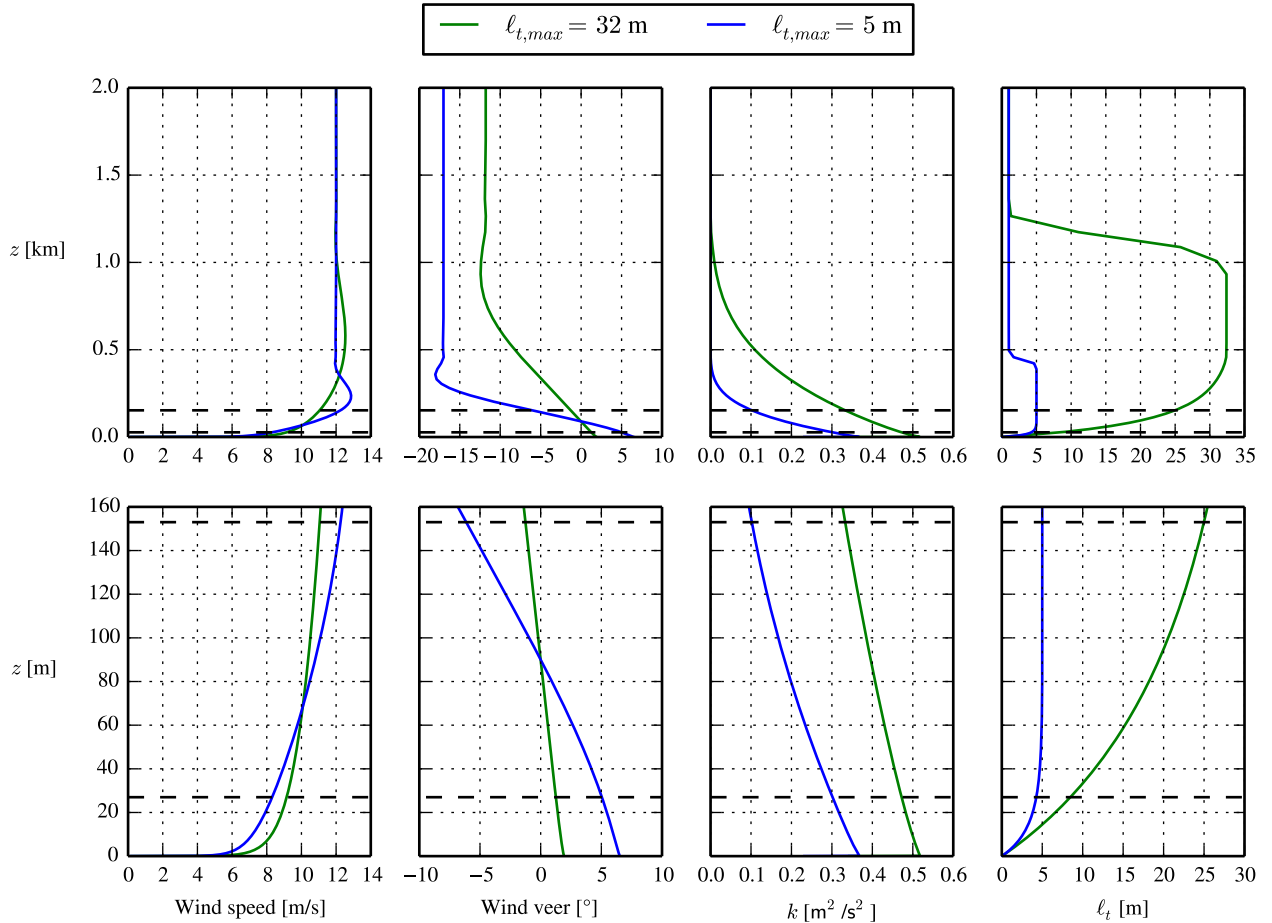 ℓt,max = 32 m ℓt,max = 5 m
2.0
1.5
1.0
0.5
0.0
z [km]
0 2 4 6 8 10 12 14
−20 −15 −10 −5 0 5 10
0.0 0.1 0.2 0.3 0.4 0.5 0.6
0 5 10 15 20 25 30 35
160
140
120
100
80
60
40
20
0
z [m]
0 2 4 6 8 10 12 14
−10 −5 0 5 10
0.0 0.1 0.2 0.3 0.4 0.5 0.6
0 5 10 15 20 25 30
Wind speed [m/s]
Wind veer [°]
k [m² /s² ]
ℓt [m]